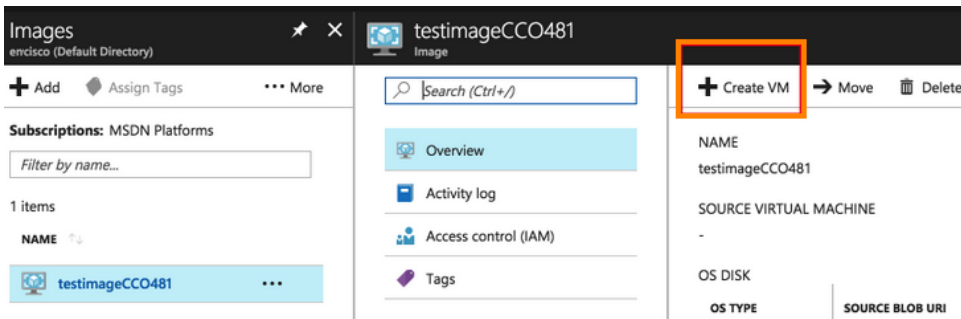 Images
encisco (Default Directory)
Add
Assign Tags
More
Subscriptions: MSDN Platforms
Filter by name...
1 items
NAME
testimageCCO481
testimageCCO481
Image
Search (Ctrl+/)
Overview
Activity log
Access control (IAM)
Tags
Create VM
Move
Delete
NAME
testimageCCO481
SOURCE VIRTUAL MACHINE
-
OS DISK
OS TYPE
SOURCE BLOB URI